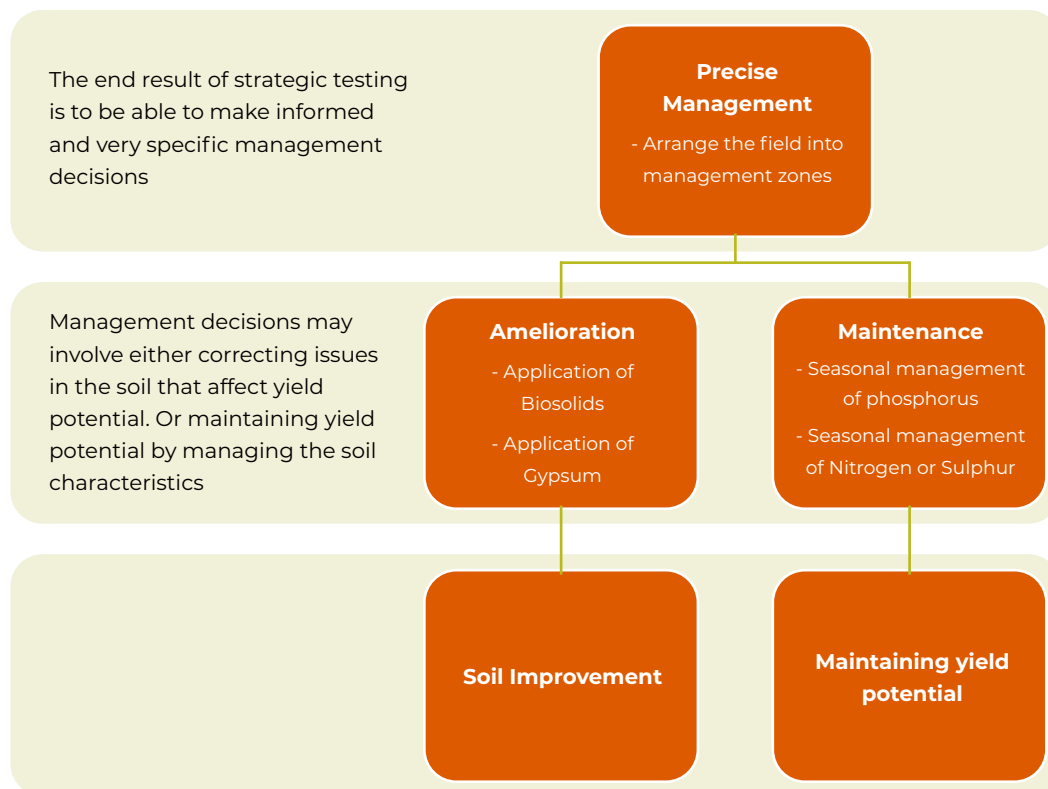 The end result of strategic testing
is to be able to make informed
and very specific management
decisions
Precise
Management
- Arrange the field into
management zones
Management decisions may
involve either correcting issues
in the soil that affect yield
potential. Or maintaining yield
potential by managing the soil
characteristics
Amelioration
- Application of
Biosolids
- Application of
Gypsum
Maintenance
- Seasonal management
of phosphorus
- Seasonal management
of Nitrogen or Sulphur
Soil Improvement
Maintaining yield
potential